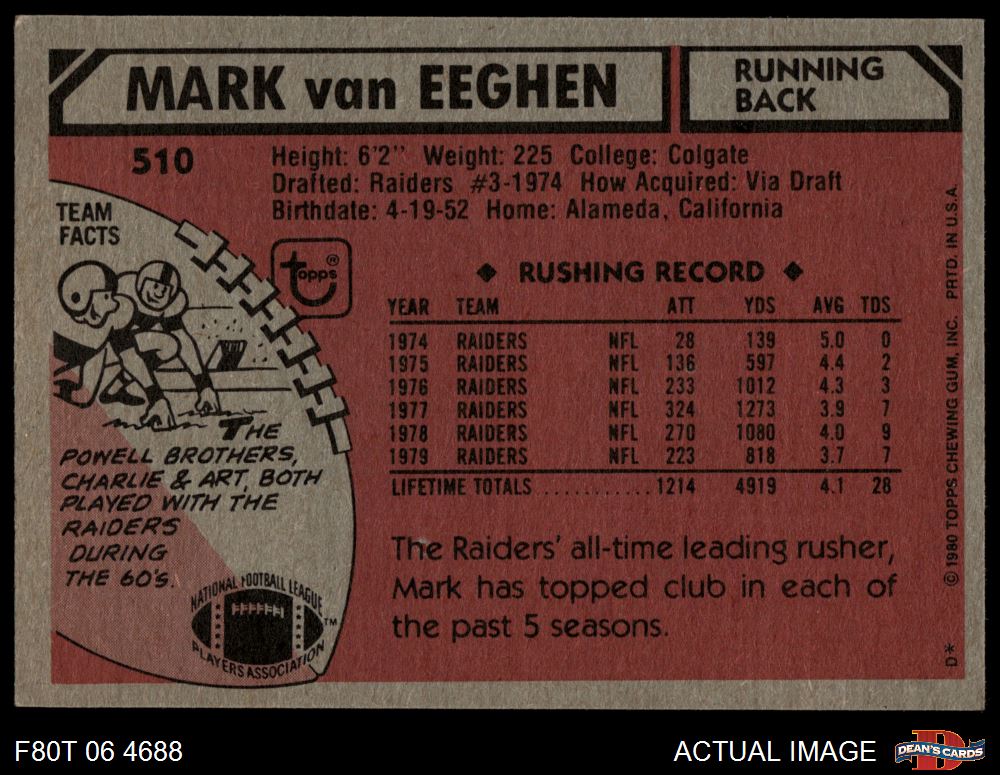 MARK van EEGHEN
RUNNING
BACK
510
Height: 6'2" Weight: 225 College: Colgate
Drafted: Raiders #3-1974 How Acquired: Via Draft
Birthdate: 4-19-52 Home: Alameda, California
TEAM
FACTS
topps®
THE
POWELL BROTHERS,
CHARLIE & ART, BOTH
PLAYED WITH THE
RAIDERS
DURING
THE 60's.
NATIONAL FOOTBALL LEAGUE
PLAYERS ASSOCIATION
TM
◆ RUSHING RECORD ◆
YEAR TEAM ATT YDS AVG TDS
1974 RAIDERS NFL 28 139 5.0 0
1975 RAIDERS NFL 136 597 4.4 2
1976 RAIDERS NFL 233 1012 4.3 3
1977 RAIDERS NFL 324 1273 3.9 7
1978 RAIDERS NFL 270 1080 4.0 9
1979 RAIDERS NFL 223 818 3.7 7
LIFETIME TOTALS ............ 1214 4919 4.1 28
The Raiders' all-time leading rusher,
Mark has topped club in each of
the past 5 seasons.
D* © 1980 TOPPS CHEWING GUM, INC. PRTD. IN U.S.A.
F80T 06 4688
ACTUAL IMAGE
DEAN'S CARDS